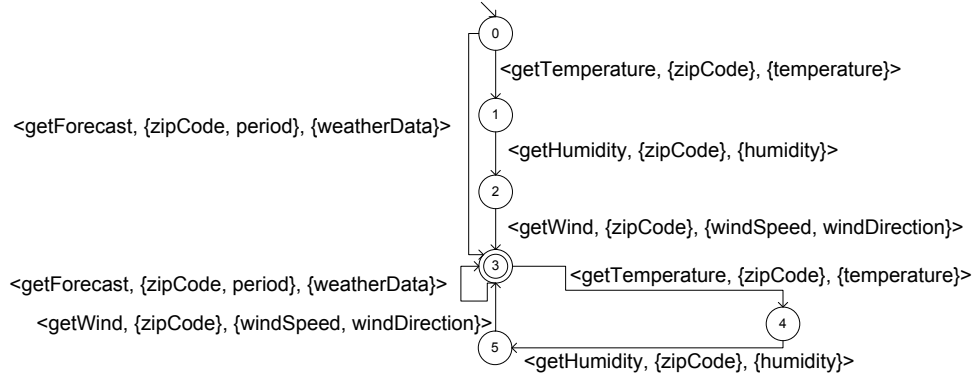 0
<getTemperature, {zipCode}, {temperature}>
1
<getForecast, {zipCode, period}, {weatherData}>
<getHumidity, {zipCode}, {humidity}>
2
<getWind, {zipCode}, {windSpeed, windDirection}>
3
<getTemperature, {zipCode}, {temperature}>
<getForecast, {zipCode, period}, {weatherData}>
<getWind, {zipCode}, {windSpeed, windDirection}>
4
5
<getHumidity, {zipCode}, {humidity}>